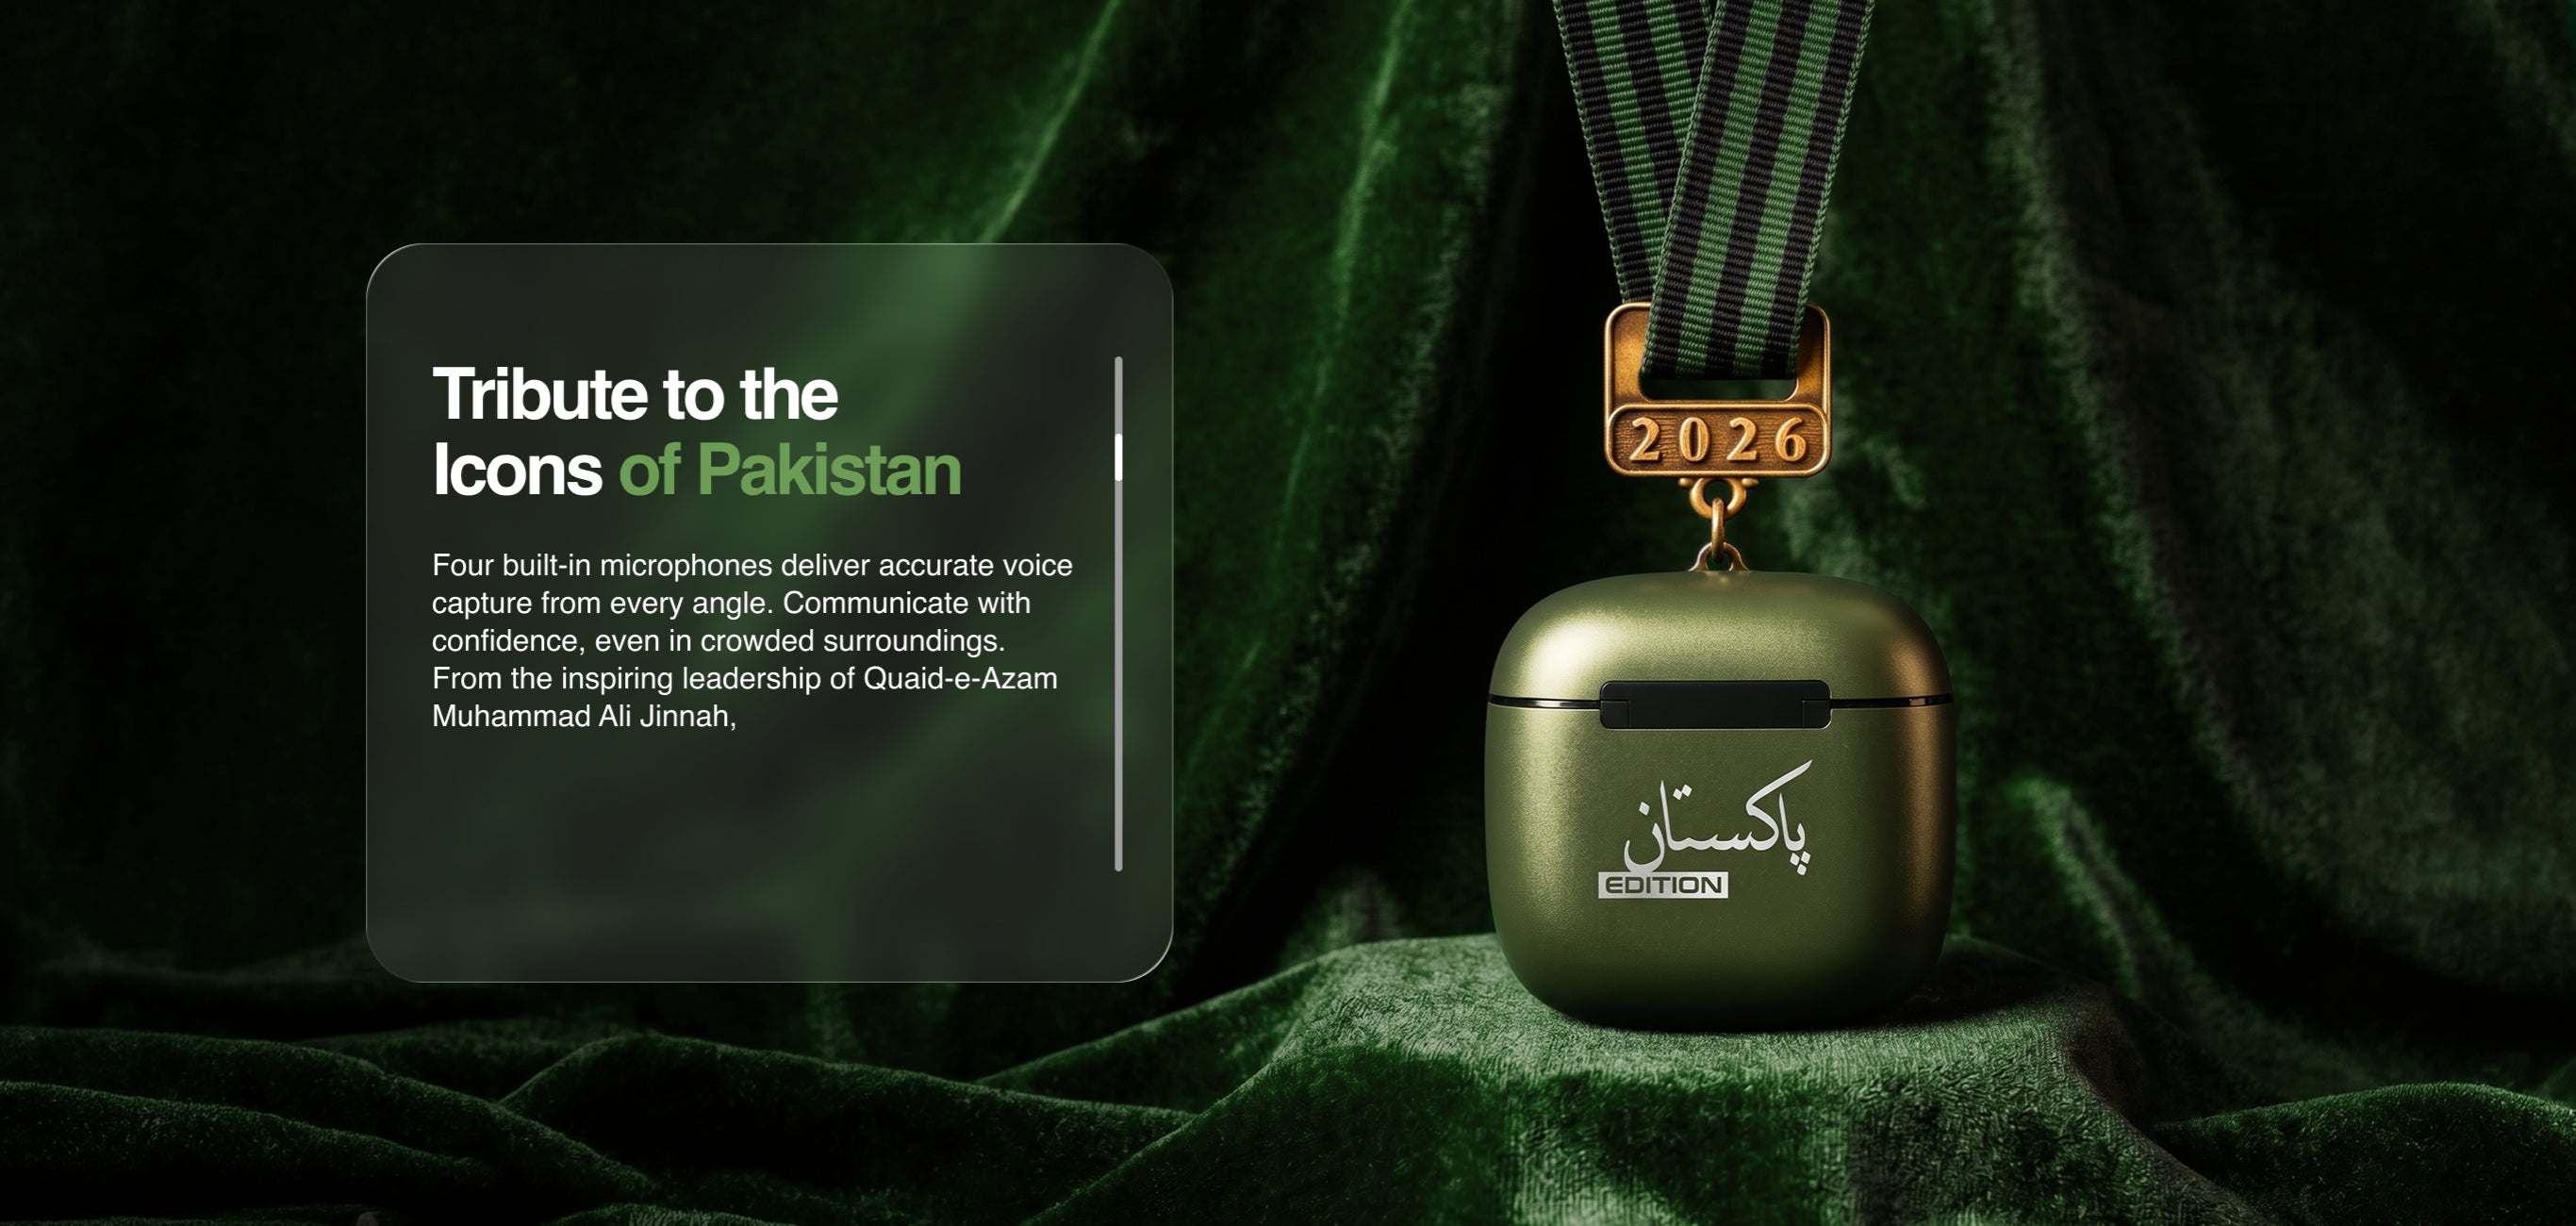 Tribute to the
Icons of Pakistan
Four built-in microphones deliver accurate voice
capture from every angle. Communicate with
confidence, even in crowded surroundings.
From the inspiring leadership of Quaid-e-Azam
Muhammad Ali Jinnah,
2026
پاکستان
EDITION